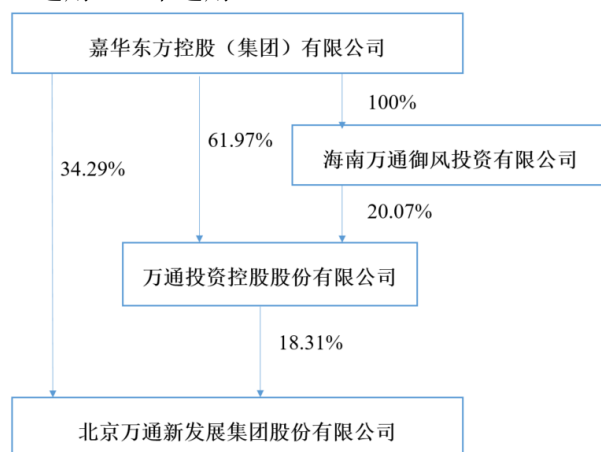 嘉华东方控股（集团）有限公司
100%
61.97%
海南万通御风投资有限公司
34.29%
20.07%
万通投资控股股份有限公司
18.31%
北京万通新发展集团股份有限公司